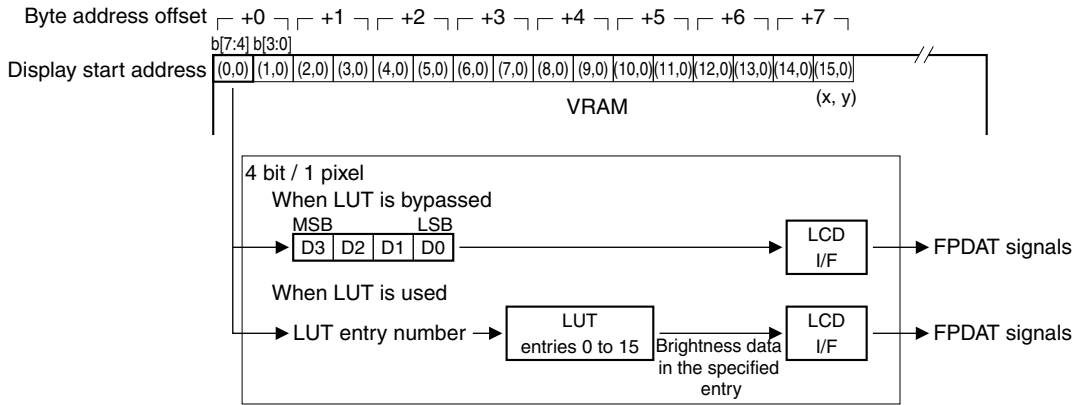 Byte address offset +0 +1 +2 +3 +4 +5 +6 +7
b[7:4] b[3:0]
Display start address (0,0) (1,0) (2,0) (3,0) (4,0) (5,0) (6,0) (7,0) (8,0) (9,0) (10,0) (11,0) (12,0) (13,0) (14,0) (15,0)
(x, y)
VRAM
4 bit / 1 pixel
When LUT is bypassed
MSB LSB
D3 D2 D1 D0
LCD
I/F
FPDAT signals
When LUT is used
LUT entry number
LUT
entries 0 to 15
Brightness data
in the specified
entry
LCD
I/F
FPDAT signals